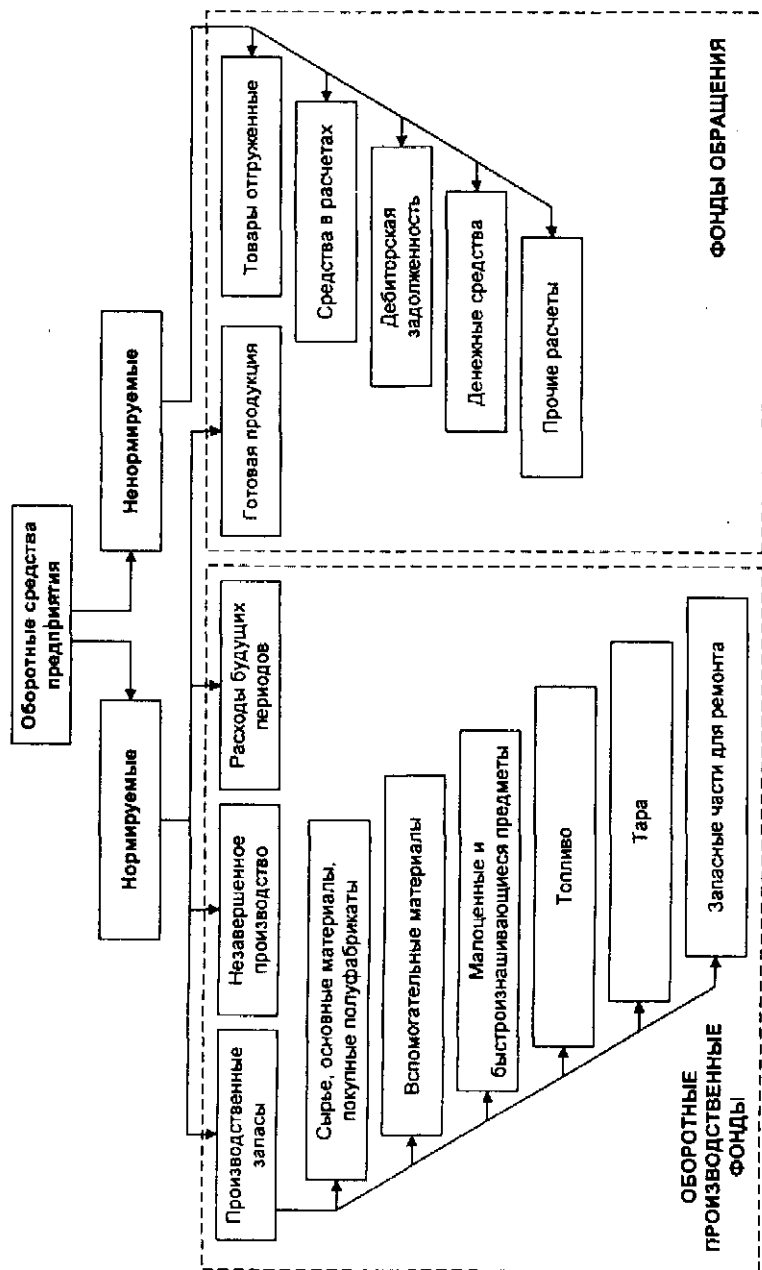 Оборотные средства
предприятия
Нормируемые
Ненормируемые
Производственные
запасы
Незавершенное
производство
Расходы будущих
периодов
Готовая продукция
Товары отгруженные
Сырье, основные материалы,
покупные полуфабрикаты
Вспомогательные материалы
Малоценные и
быстроизнашивающиеся предметы
Топливо
Тара
Запасные части для ремонта
Средства в расчетах
Дебиторская
задолженность
Денежные средства
Прочие расчеты
ОБОРОТНЫЕ
ПРОИЗВОДСТВЕННЫЕ
ФОНДЫ
ФОНДЫ ОБРАЩЕНИЯ